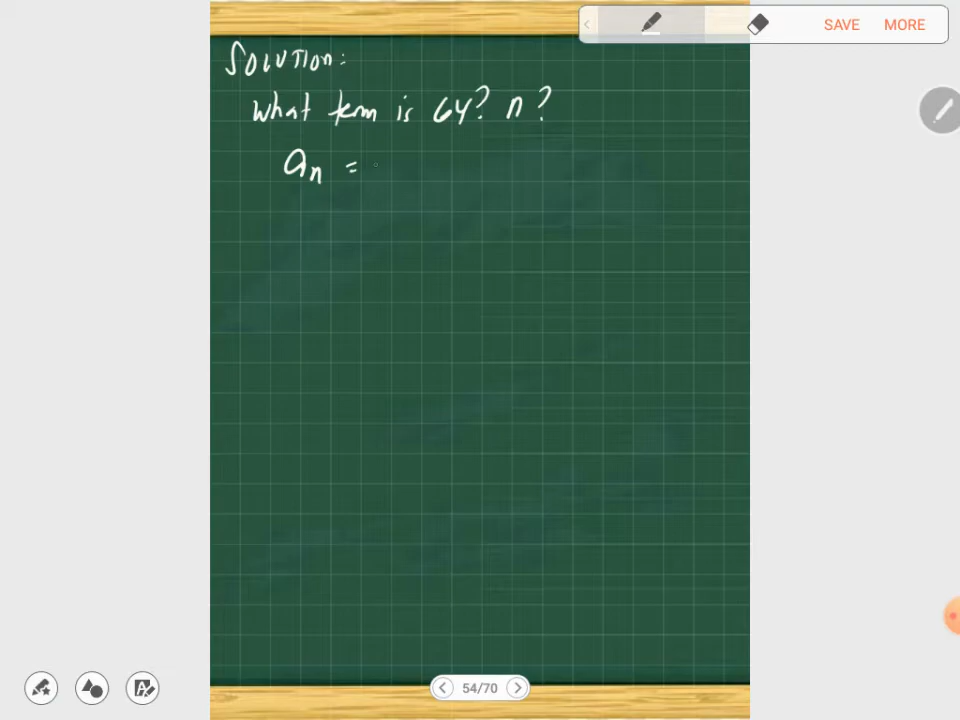 SAVE MORE
SOLUTION:
What term is 64? n?
an =
54/70